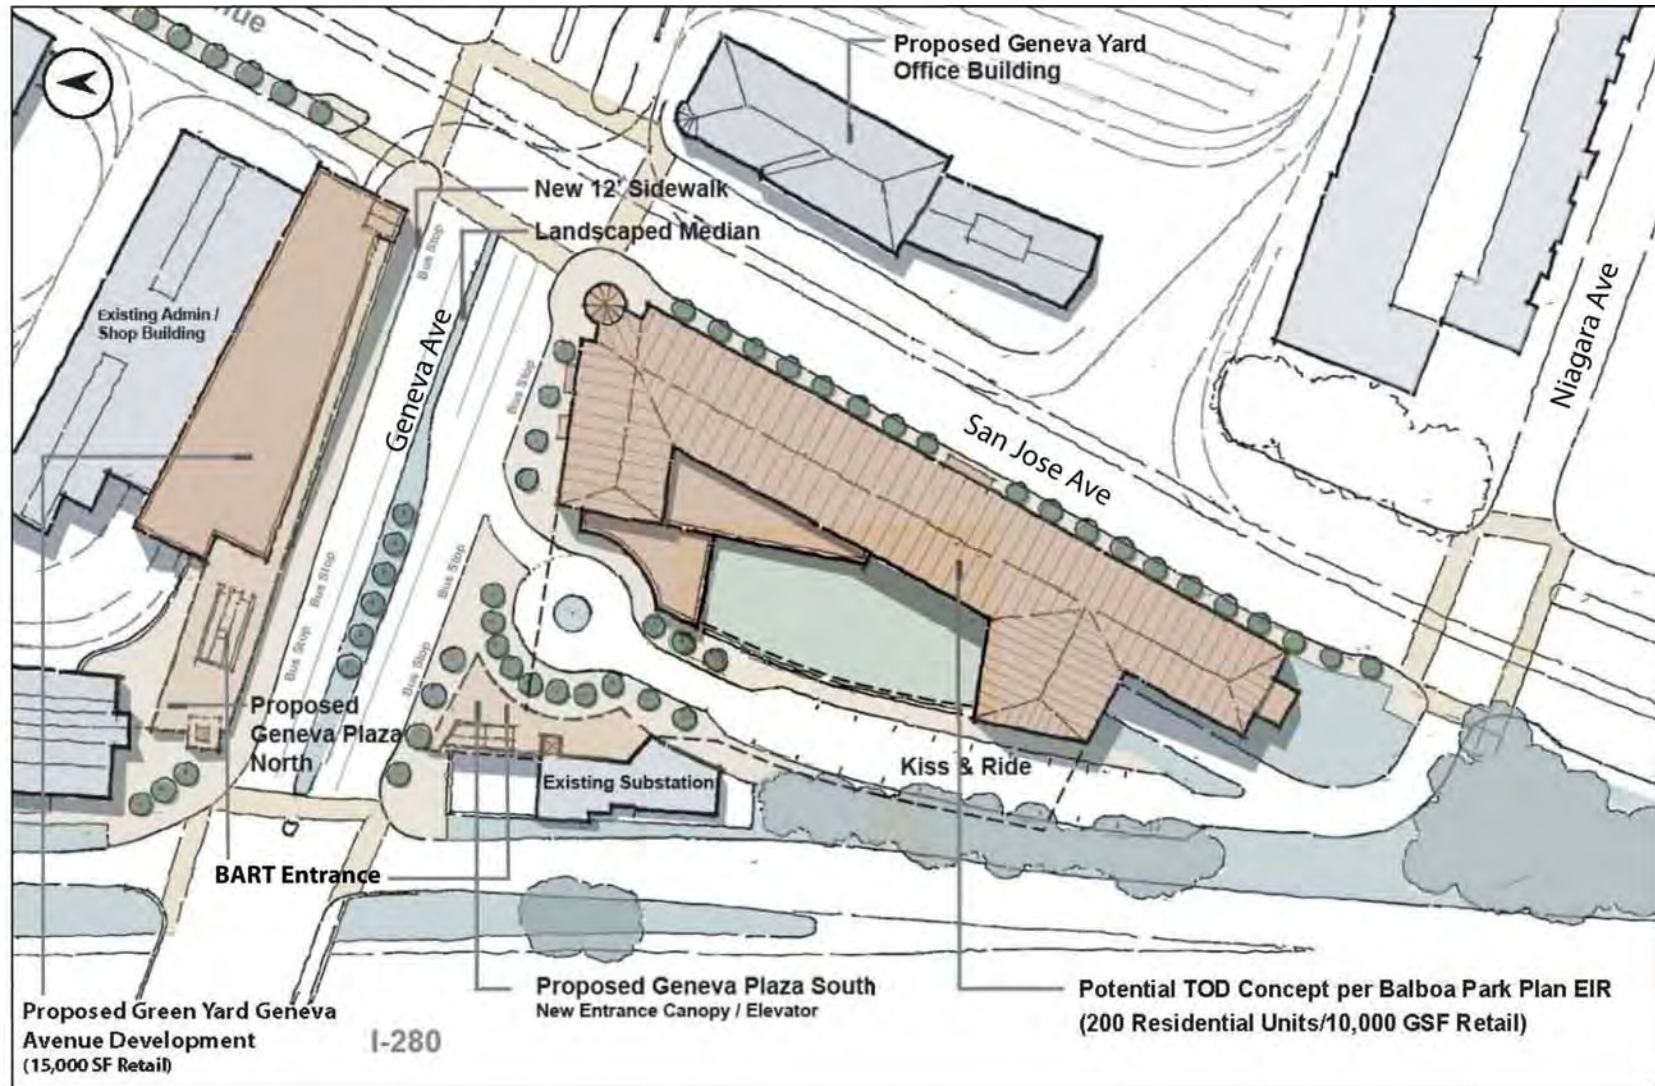 Proposed Geneva Yard
Office Building
New 12' Sidewalk
Landscaped Median
Bus Stop
Existing Admin /
Shop Building
Geneva Ave
Bus Stop
San Jose Ave
Niagara Ave
Bus Stop
Bus Stop
Bus Stop
Bus Stop
Proposed
Geneva Plaza
North
Kiss & Ride
Existing Substation
BART Entrance
Proposed Geneva Plaza South
New Entrance Canopy / Elevator
Potential TOD Concept per Balboa Park Plan EIR
(200 Residential Units/10,000 GSF Retail)
Proposed Green Yard Geneva
Avenue Development
(15,000 SF Retail)
I-280